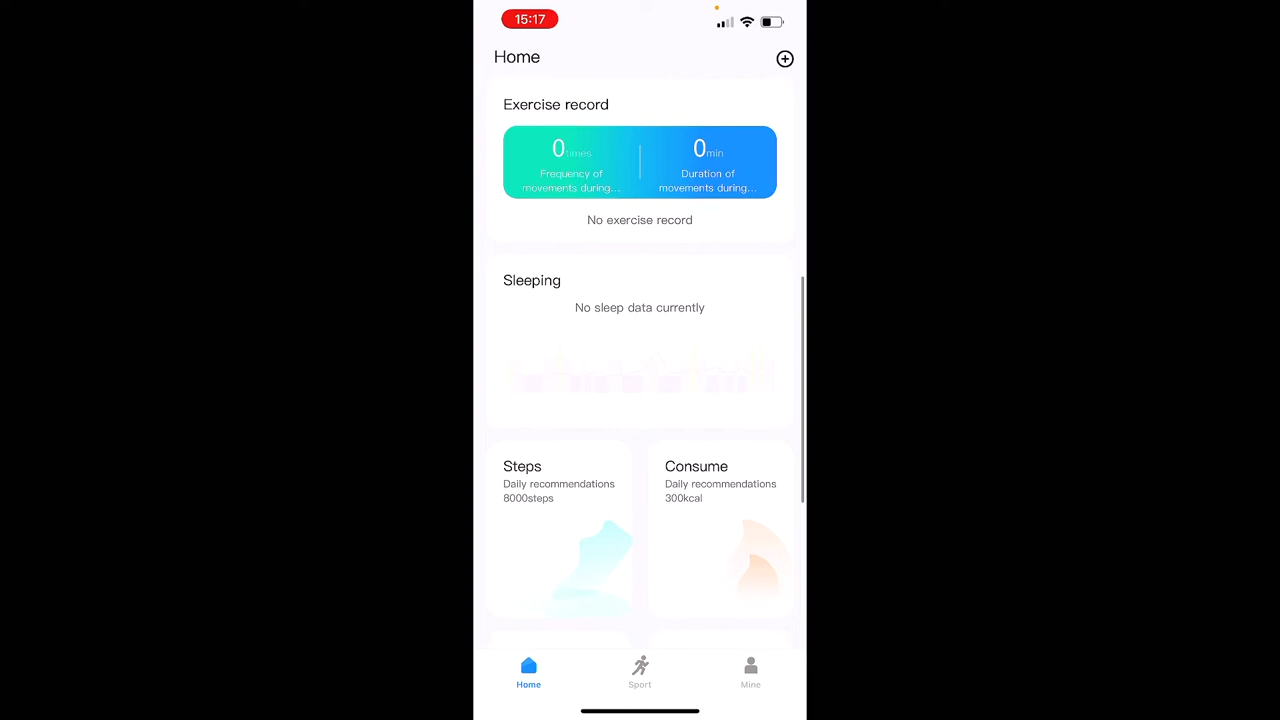 15:17
Home
Exercise record
0times
0min
Frequency of
movements during...
Duration of
movements during...
No exercise record
Sleeping
No sleep data currently
Steps
Daily recommendations
8000steps
Consume
Daily recommendations
300kcal
Home
Sport
Mine